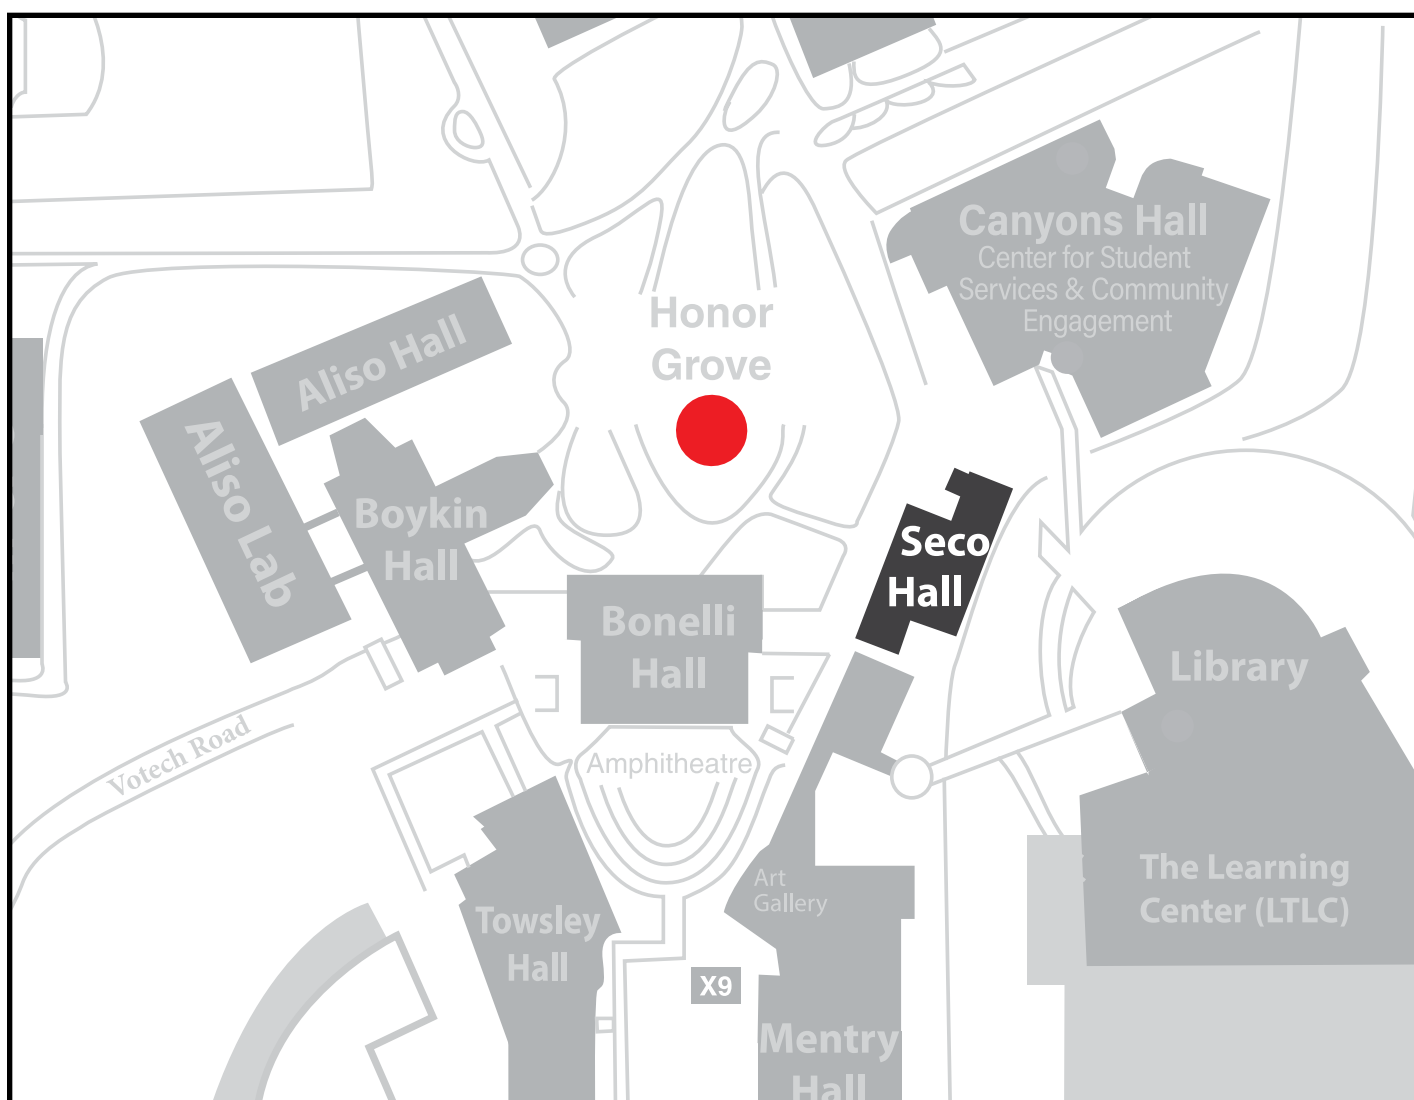 Canyons Hall
Center for Student
Services & Community
Engagement
Honor
Grove
Aliso Hall
Aliso Lab
Boykin
Hall
Seco
Hall
Bonelli
Hall
Library
Votech Road
Amphitheatre
Art
Gallery
The Learning
Center (LTLC)
Towsley
Hall
X9
Mentry
Hall